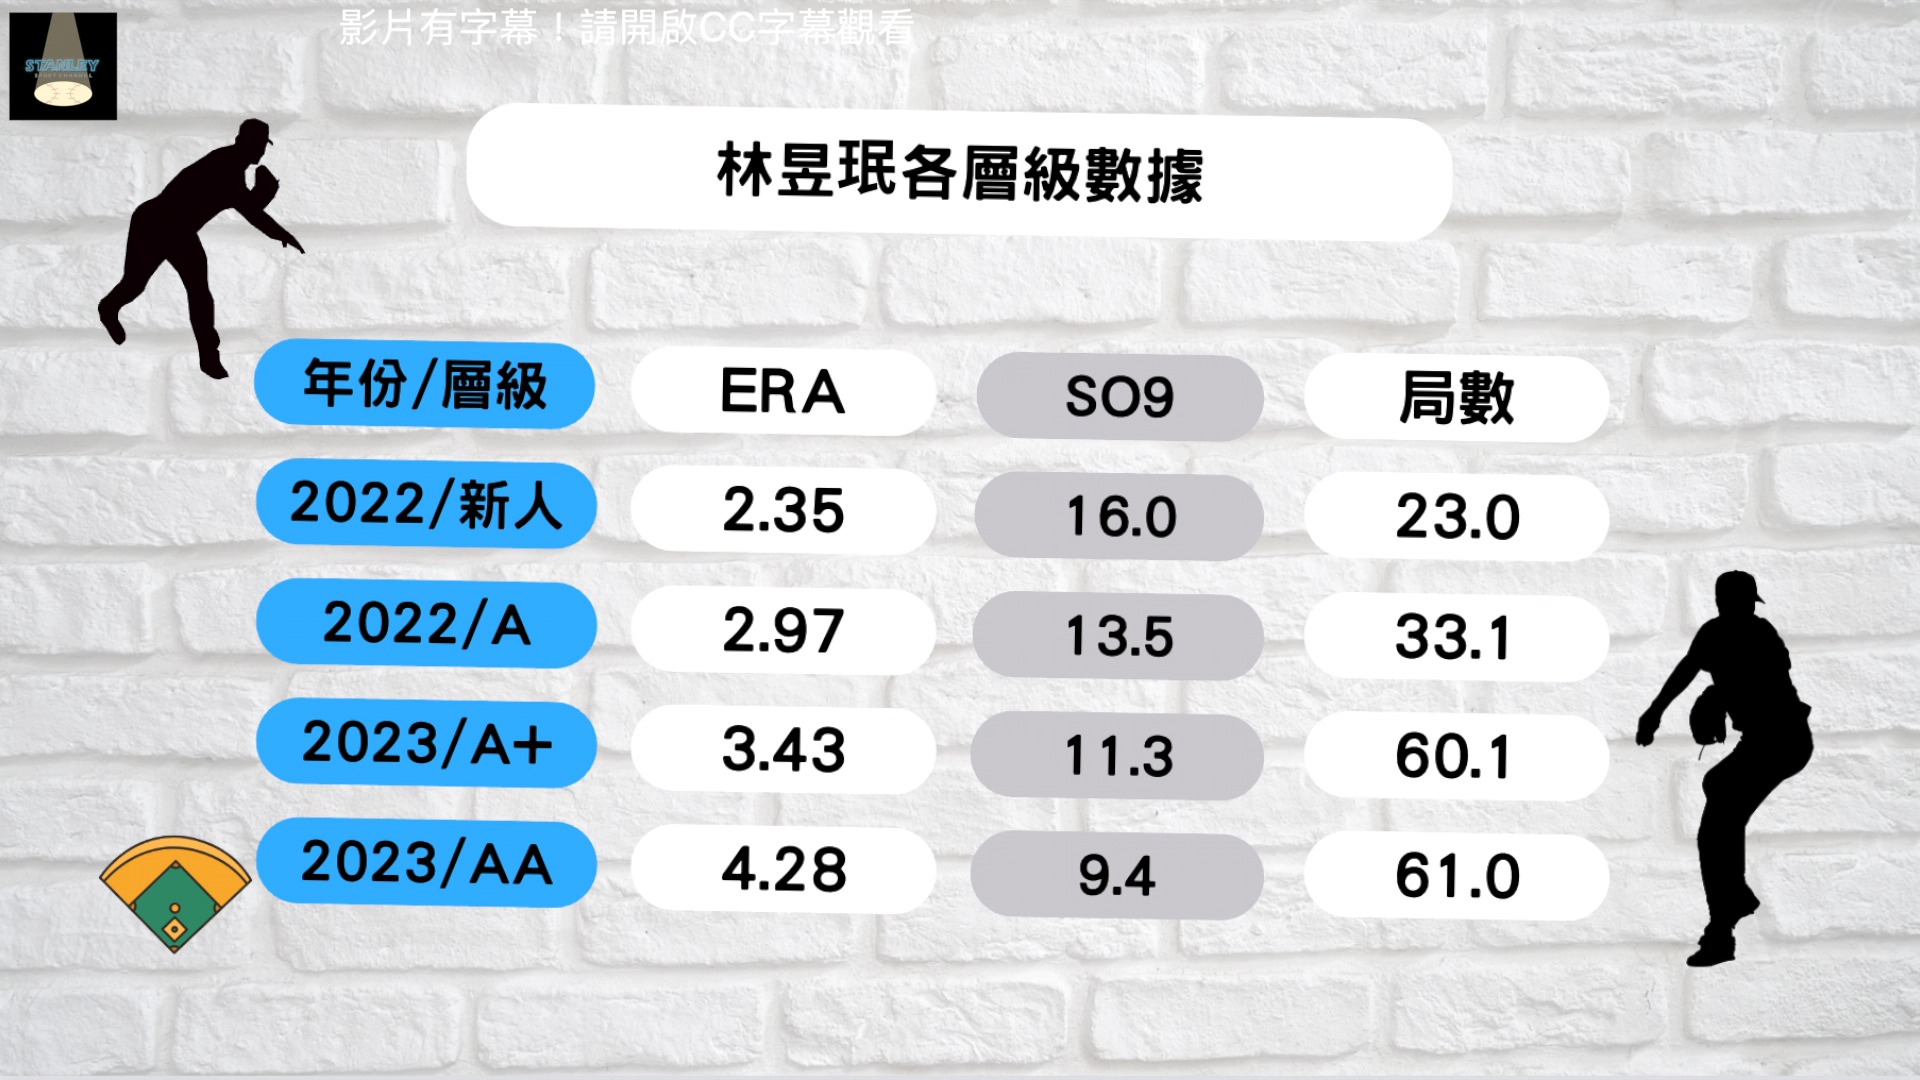 影片有字幕！請開啟CC字幕觀看
STANLEY
SPORT CHANNEL
林昱珉各層級數據
年份/層級 ERA SO9 局數
2022/新人 2.35 16.0 23.0
2022/A 2.97 13.5 33.1
2023/A+ 3.43 11.3 60.1
2023/AA 4.28 9.4 61.0